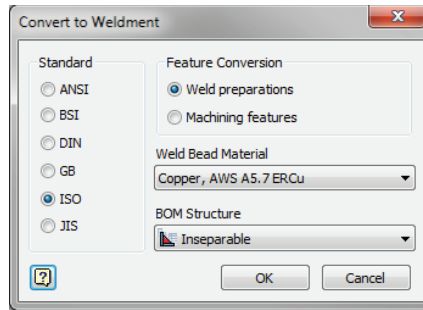 Convert to Weldment
Standard
ANSI
BSI
DIN
GB
ISO
JIS
Feature Conversion
Weld preparations
Machining features
Weld Bead Material
Copper, AWS A5.7 ERCu
BOM Structure
Inseparable
OK
Cancel